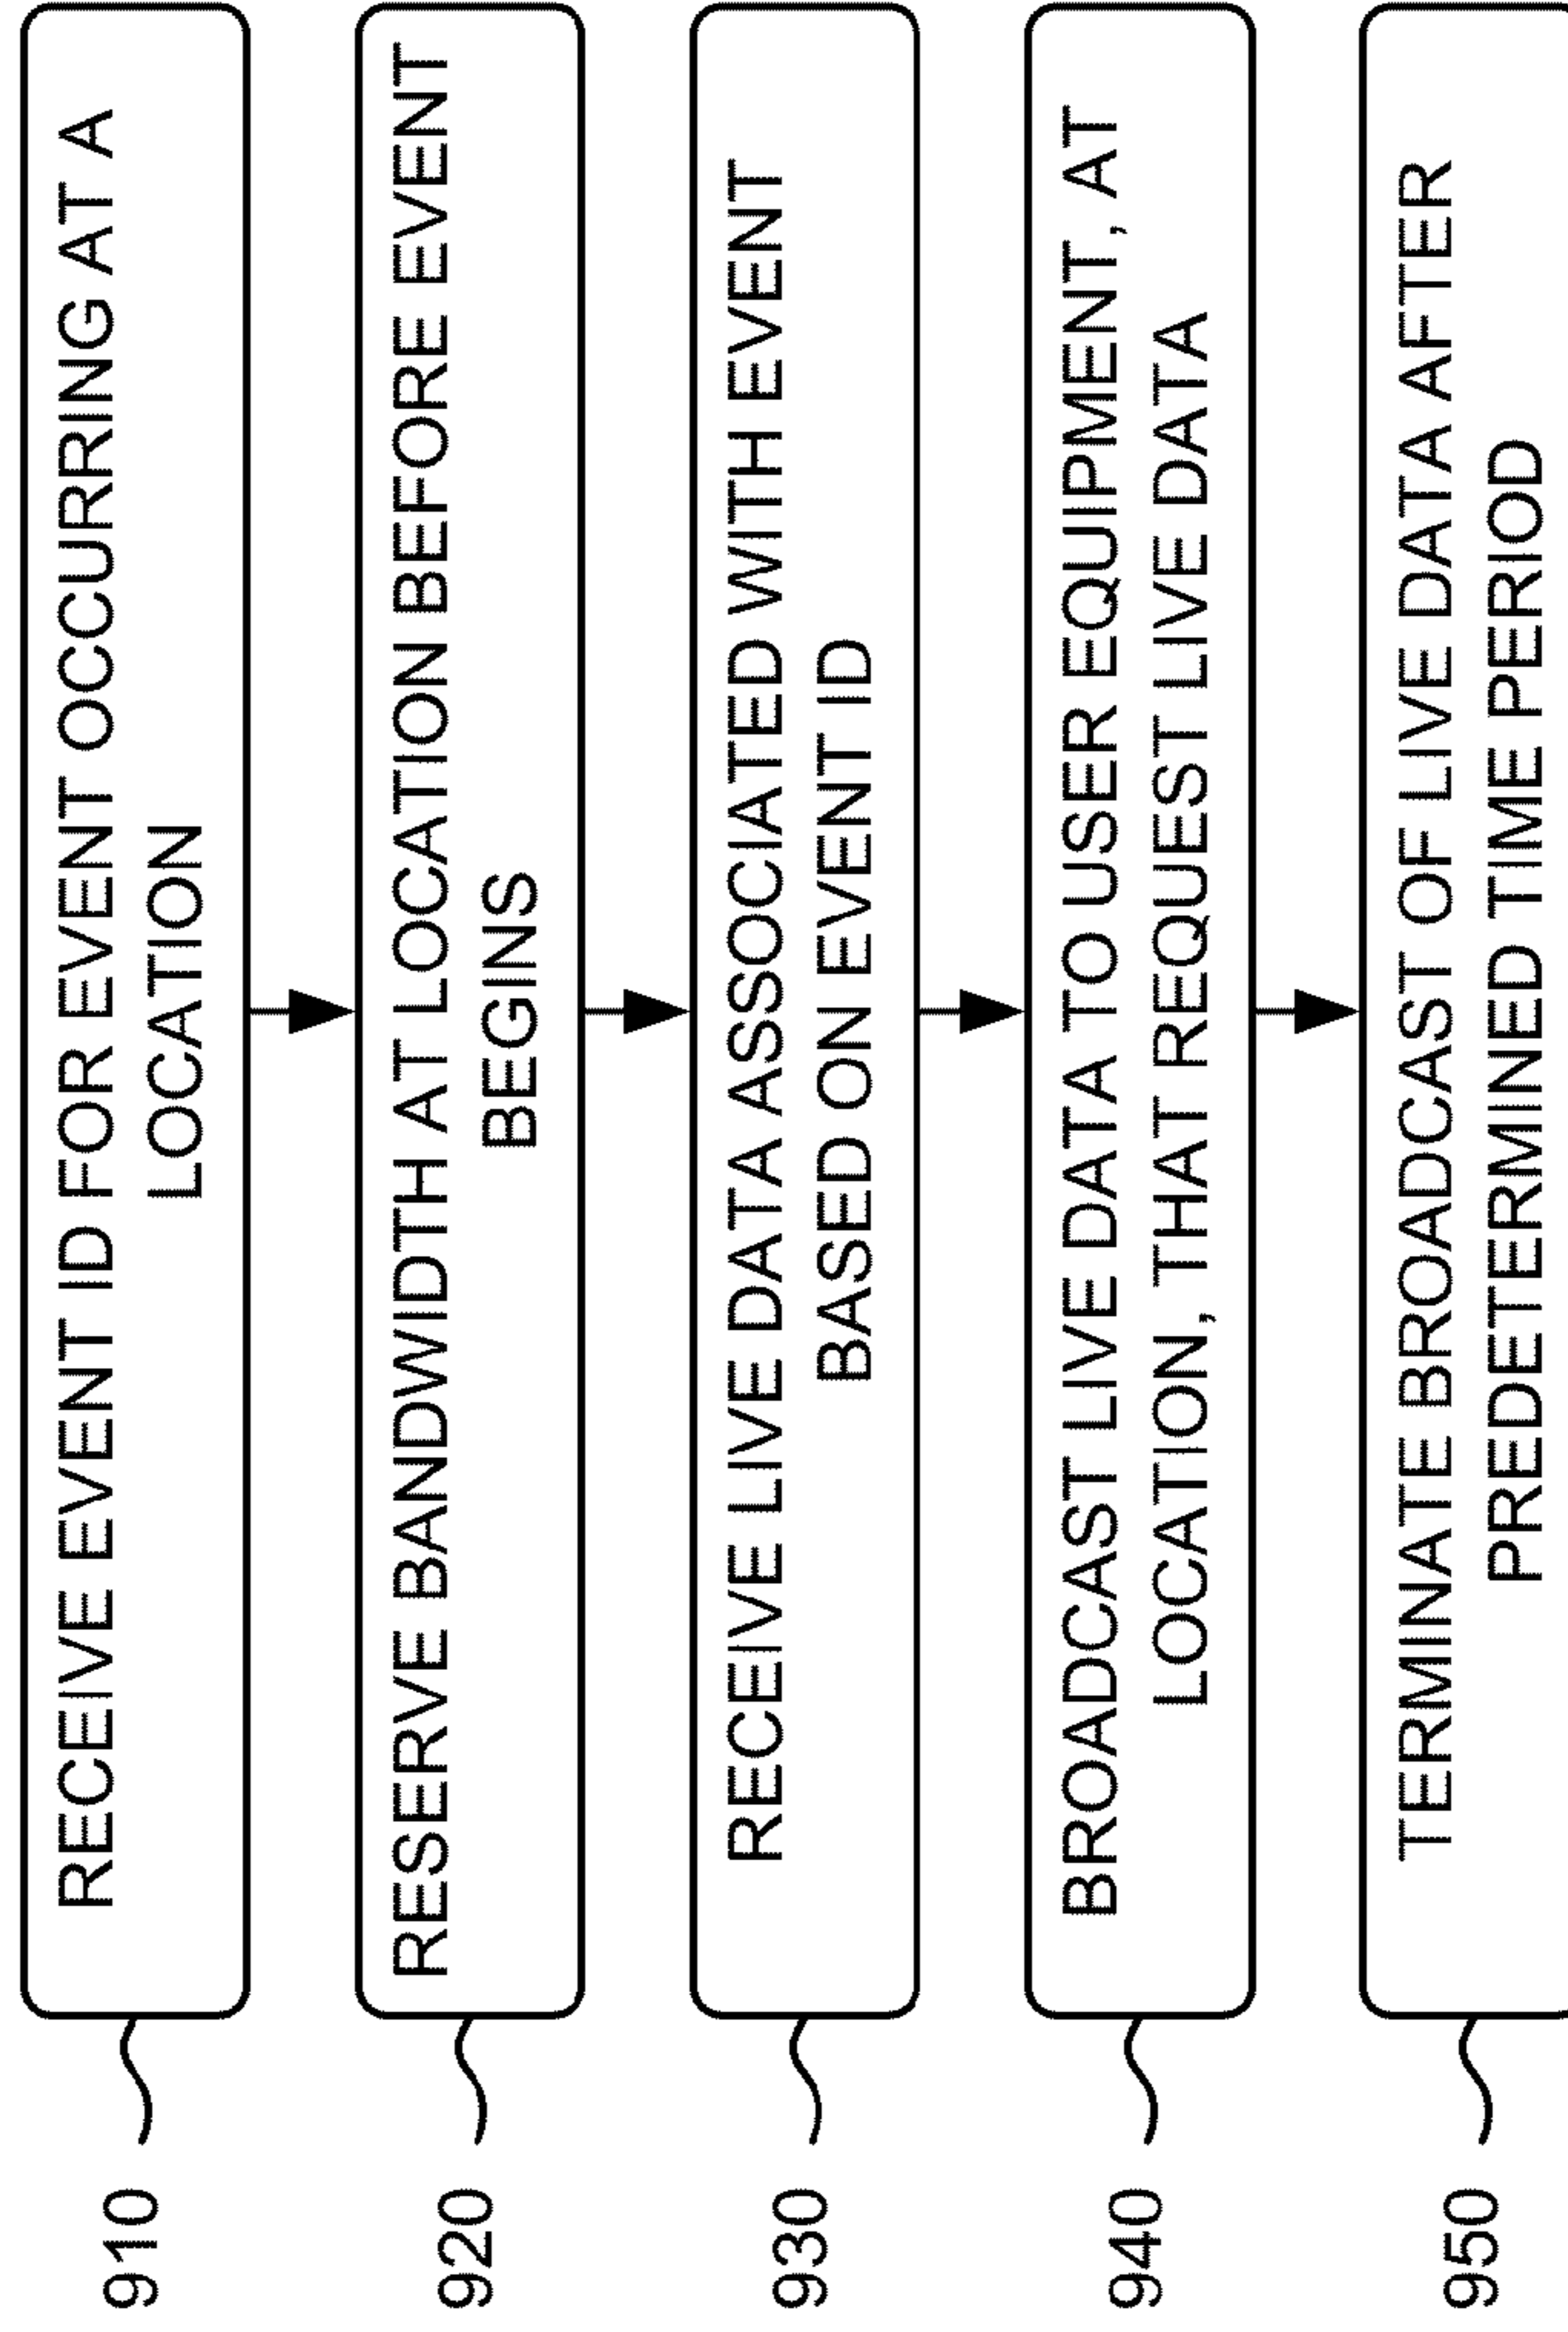 910
RECEIVE EVENT ID FOR EVENT OCCURRING AT A
LOCATION
920
RESERVE BANDWIDTH AT LOCATION BEFORE EVENT
BEGINS
930
RECEIVE LIVE DATA ASSOCIATED WITH EVENT
BASED ON EVENT ID
940
BROADCAST LIVE DATA TO USER EQUIPMENT, AT
LOCATION, THAT REQUEST LIVE DATA
950
TERMINATE BROADCAST OF LIVE DATA AFTER
PREDETERMINED TIME PERIOD